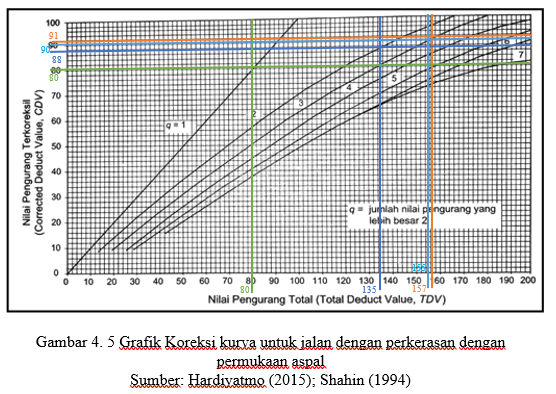 100
91
90
88
80
70
60
50
40
30
20
10
0
Nilai Pengurang Terkoreksil
(Corrected Deduct Value, CDV)
q = 1
2
3
4
5
6
7
q = jumlah nilai pengurang yang
lebih besar 2
155
0 10 20 30 40 50 60 70 80 90 100 110 120 130 140 150 160 170 180 190 200
80 135 157
Nilai Pengurang Total (Total Deduct Value, TDV)
Gambar 4. 5 Grafik Koreksi kurva untuk jalan dengan perkerasan dengan
permukaan aspal
Sumber: Hardiyatmo (2015); Shahin (1994)